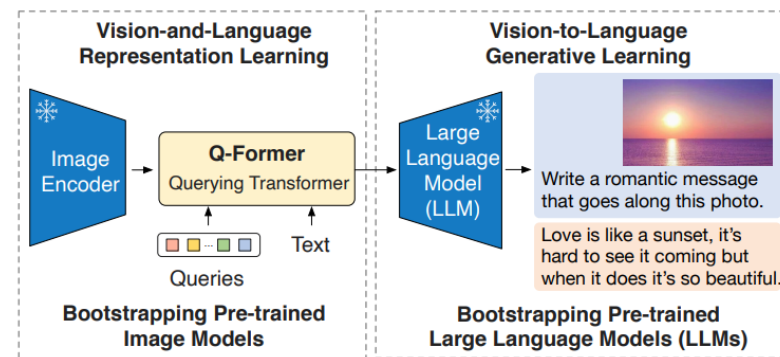 Vision-and-Language
Representation Learning
Image
Encoder
Q-Former
Querying Transformer
...
Queries
Text
Bootstrapping Pre-trained
Image Models
Vision-to-Language
Generative Learning
Large
Language
Model
(LLM)
Write a romantic message
that goes along this photo.
Love is like a sunset, it’s
hard to see it coming but
when it does it’s so beautiful.
Bootstrapping Pre-trained
Large Language Models (LLMs)